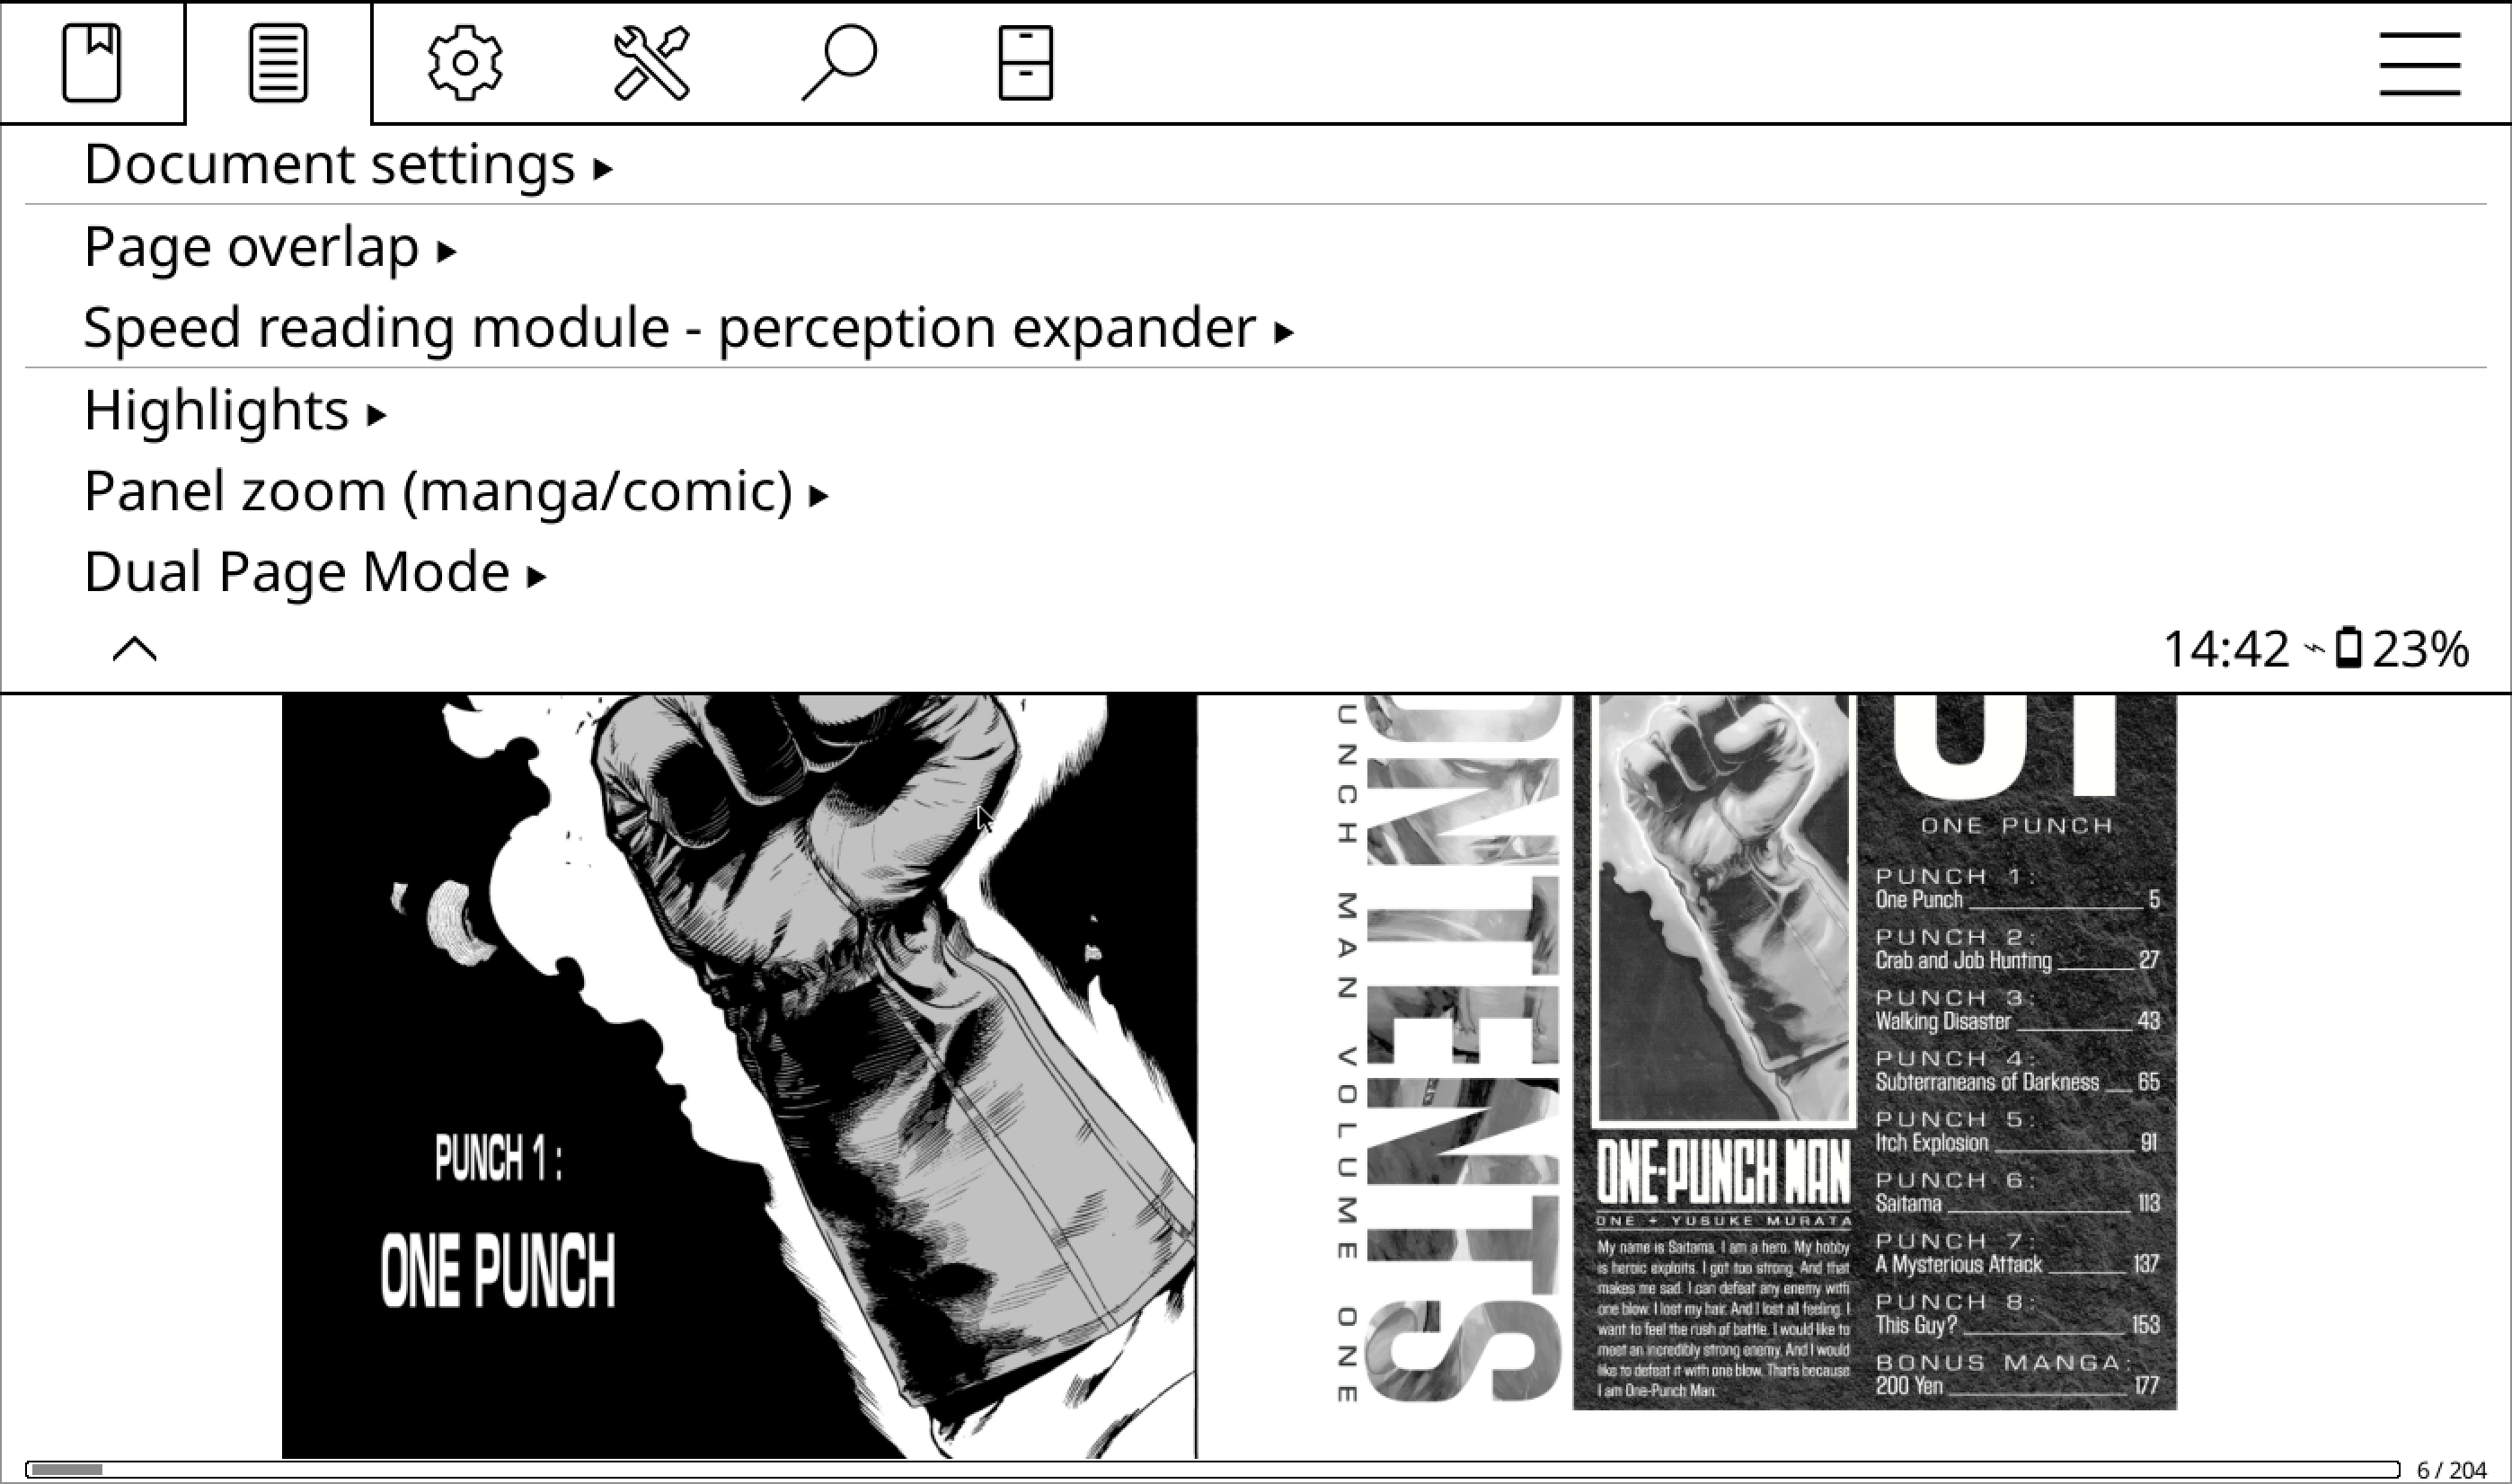 Document settings ▸
Page overlap ▸
Speed reading module - perception expander ▸
Highlights ▸
Panel zoom (manga/comic) ▸
Dual Page Mode ▸
14:42 23%
PUNCH 1 :
ONE PUNCH
UNCH MAN VOLUME ONE
ONTENTS
ONE-PUNCH MAN
ONE + YUSUKE MURATA
My name is Saitama. I am a hero. My hobby
is heroic exploits. I got too strong. And that
makes me sad. I can defeat any enemy with
one blow. I lost my hair. And I lost all feeling. I
want to feel the rush of battle. I would like to
meet an incredibly strong enemy. And I would
like to defeat it with one blow. That's because
I am One-Punch Man.
01
ONE PUNCH
PUNCH 1:
One Punch 5
PUNCH 2:
Crab and Job Hunting 27
PUNCH 3:
Walking Disaster 43
PUNCH 4:
Subterraneans of Darkness 65
PUNCH 5:
Itch Explosion 91
PUNCH 6:
Saitama 113
PUNCH 7:
A Mysterious Attack 137
PUNCH 8:
This Guy? 153
BONUS MANGA:
200 Yen 177
6 / 204